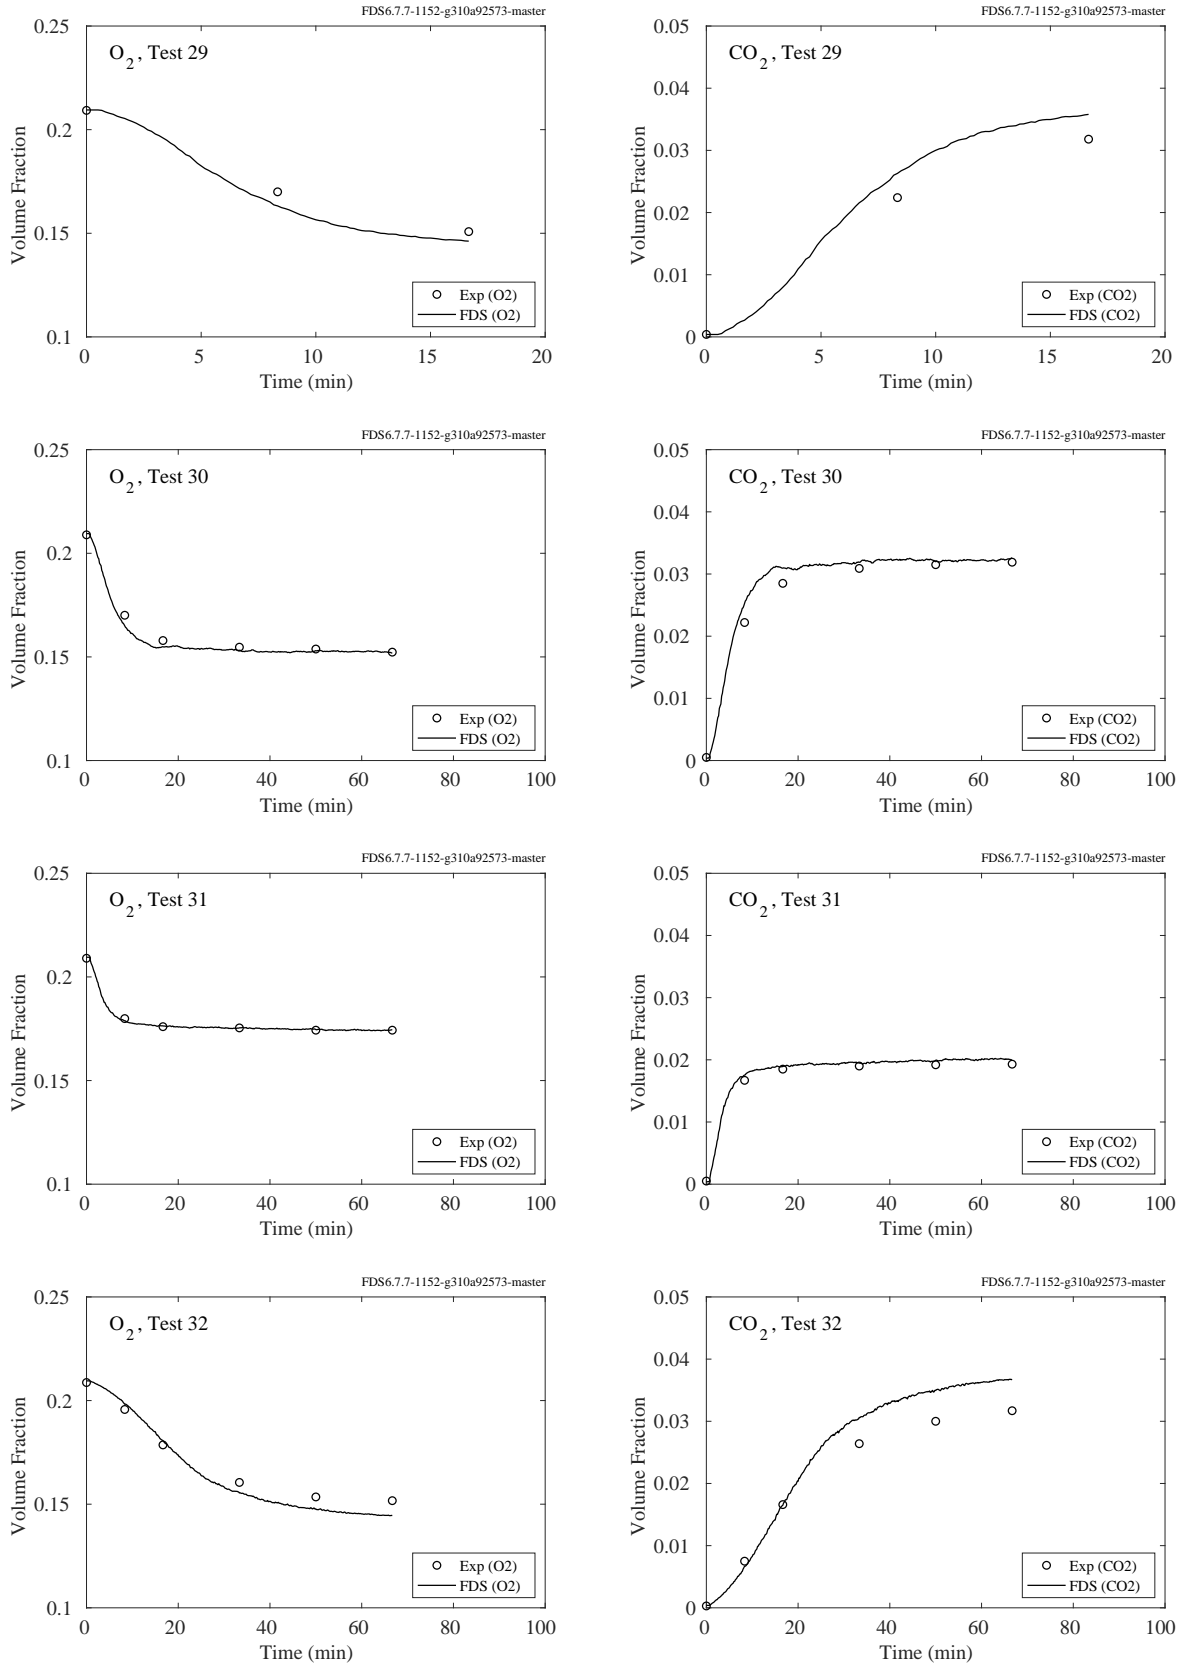 FDS6.7.7-1152-g310a92573-master
O2, Test 29
Volume Fraction
0.25
0.2
0.15
0.1
0 5 10 15 20
Time (min)
Exp (O2)
FDS (O2)
FDS6.7.7-1152-g310a92573-master
CO2, Test 29
Volume Fraction
0.05
0.04
0.03
0.02
0.01
0
0 5 10 15 20
Time (min)
Exp (CO2)
FDS (CO2)
FDS6.7.7-1152-g310a92573-master
O2, Test 30
Volume Fraction
0.25
0.2
0.15
0.1
0 20 40 60 80 100
Time (min)
Exp (O2)
FDS (O2)
FDS6.7.7-1152-g310a92573-master
CO2, Test 30
Volume Fraction
0.05
0.04
0.03
0.02
0.01
0
0 20 40 60 80 100
Time (min)
Exp (CO2)
FDS (CO2)
FDS6.7.7-1152-g310a92573-master
O2, Test 31
Volume Fraction
0.25
0.2
0.15
0.1
0 20 40 60 80 100
Time (min)
Exp (O2)
FDS (O2)
FDS6.7.7-1152-g310a92573-master
CO2, Test 31
Volume Fraction
0.05
0.04
0.03
0.02
0.01
0
0 20 40 60 80 100
Time (min)
Exp (CO2)
FDS (CO2)
FDS6.7.7-1152-g310a92573-master
O2, Test 32
Volume Fraction
0.25
0.2
0.15
0.1
0 20 40 60 80 100
Time (min)
Exp (O2)
FDS (O2)
FDS6.7.7-1152-g310a92573-master
CO2, Test 32
Volume Fraction
0.05
0.04
0.03
0.02
0.01
0
0 20 40 60 80 100
Time (min)
Exp (CO2)
FDS (CO2)